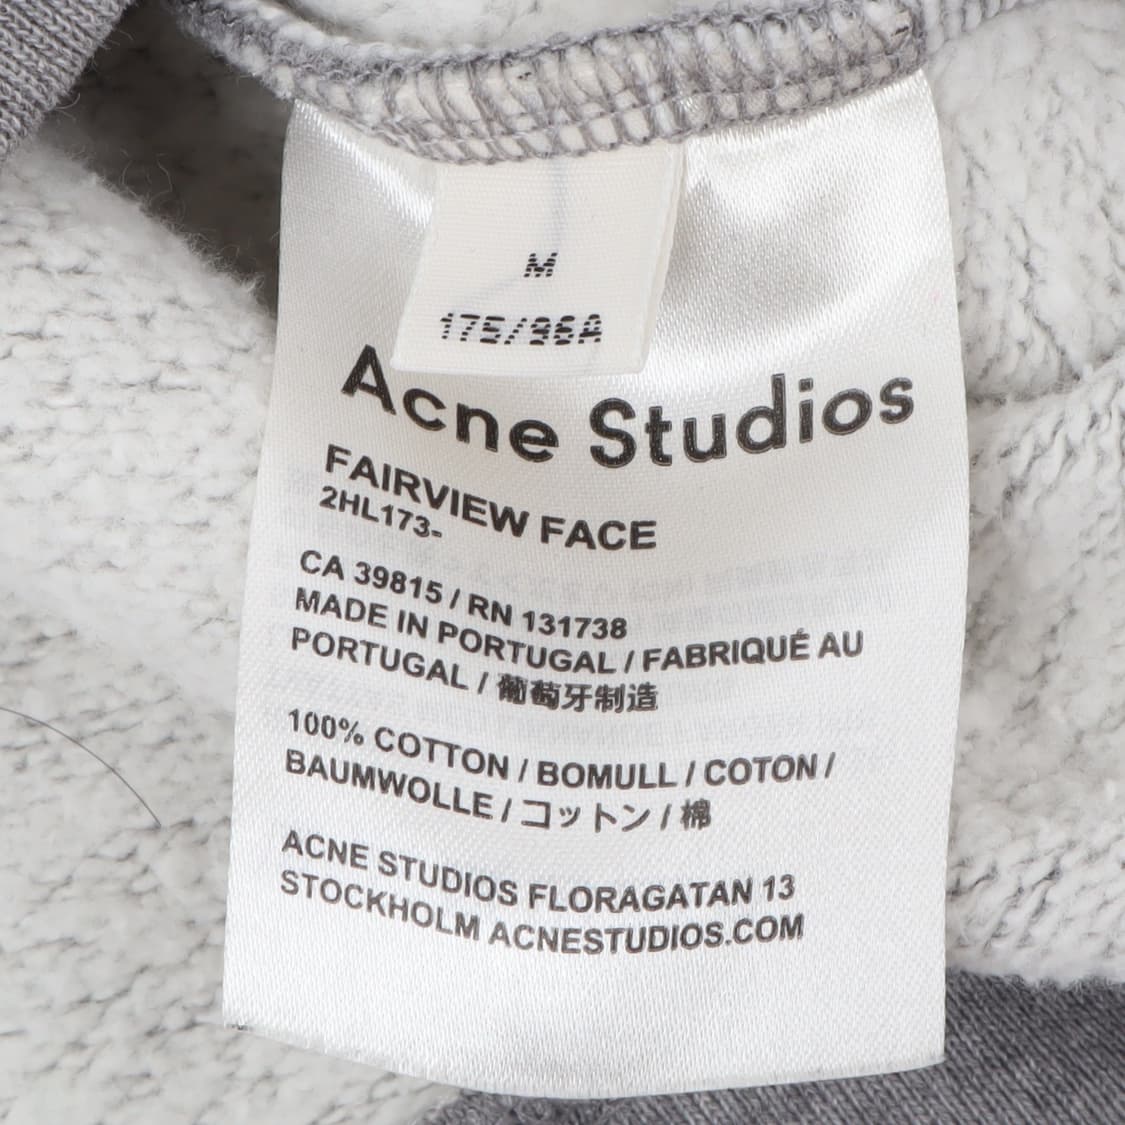 M
175/96A
Acne Studios
FAIRVIEW FACE
2HL173-
CA 39815 / RN 131738
MADE IN PORTUGAL / FABRIQUÉ AU
PORTUGAL / 葡萄牙制造
100% COTTON / BOMULL / COTON /
BAUMWOLLE / コットン / 棉
ACNE STUDIOS FLORAGATAN 13
STOCKHOLM ACNESTUDIOS.COM